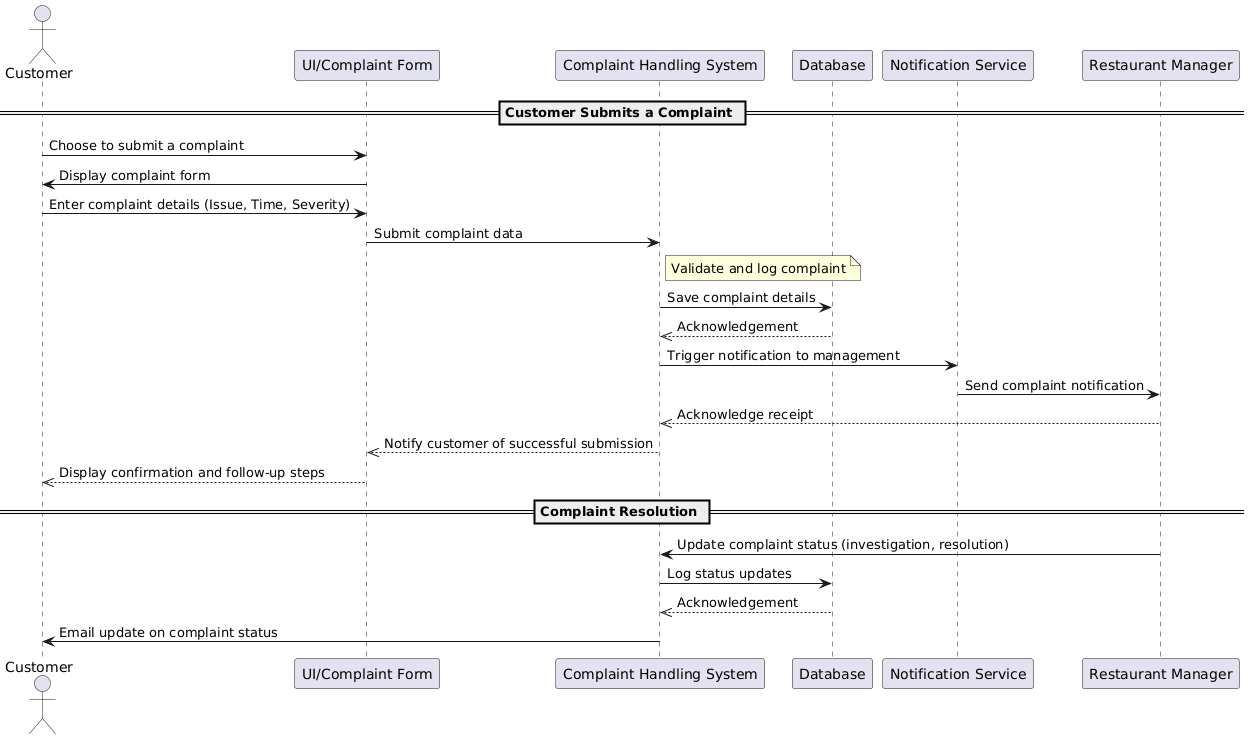 Customer
UI/Complaint Form
Complaint Handling System
Database
Notification Service
Restaurant Manager
Customer Submits a Complaint
Choose to submit a complaint
Display complaint form
Enter complaint details (Issue, Time, Severity)
Submit complaint data
Validate and log complaint
Save complaint details
Acknowledgement
Trigger notification to management
Send complaint notification
Acknowledge receipt
Notify customer of successful submission
Display confirmation and follow-up steps
Complaint Resolution
Update complaint status (investigation, resolution)
Log status updates
Acknowledgement
Email update on complaint status
Customer
UI/Complaint Form
Complaint Handling System
Database
Notification Service
Restaurant Manager